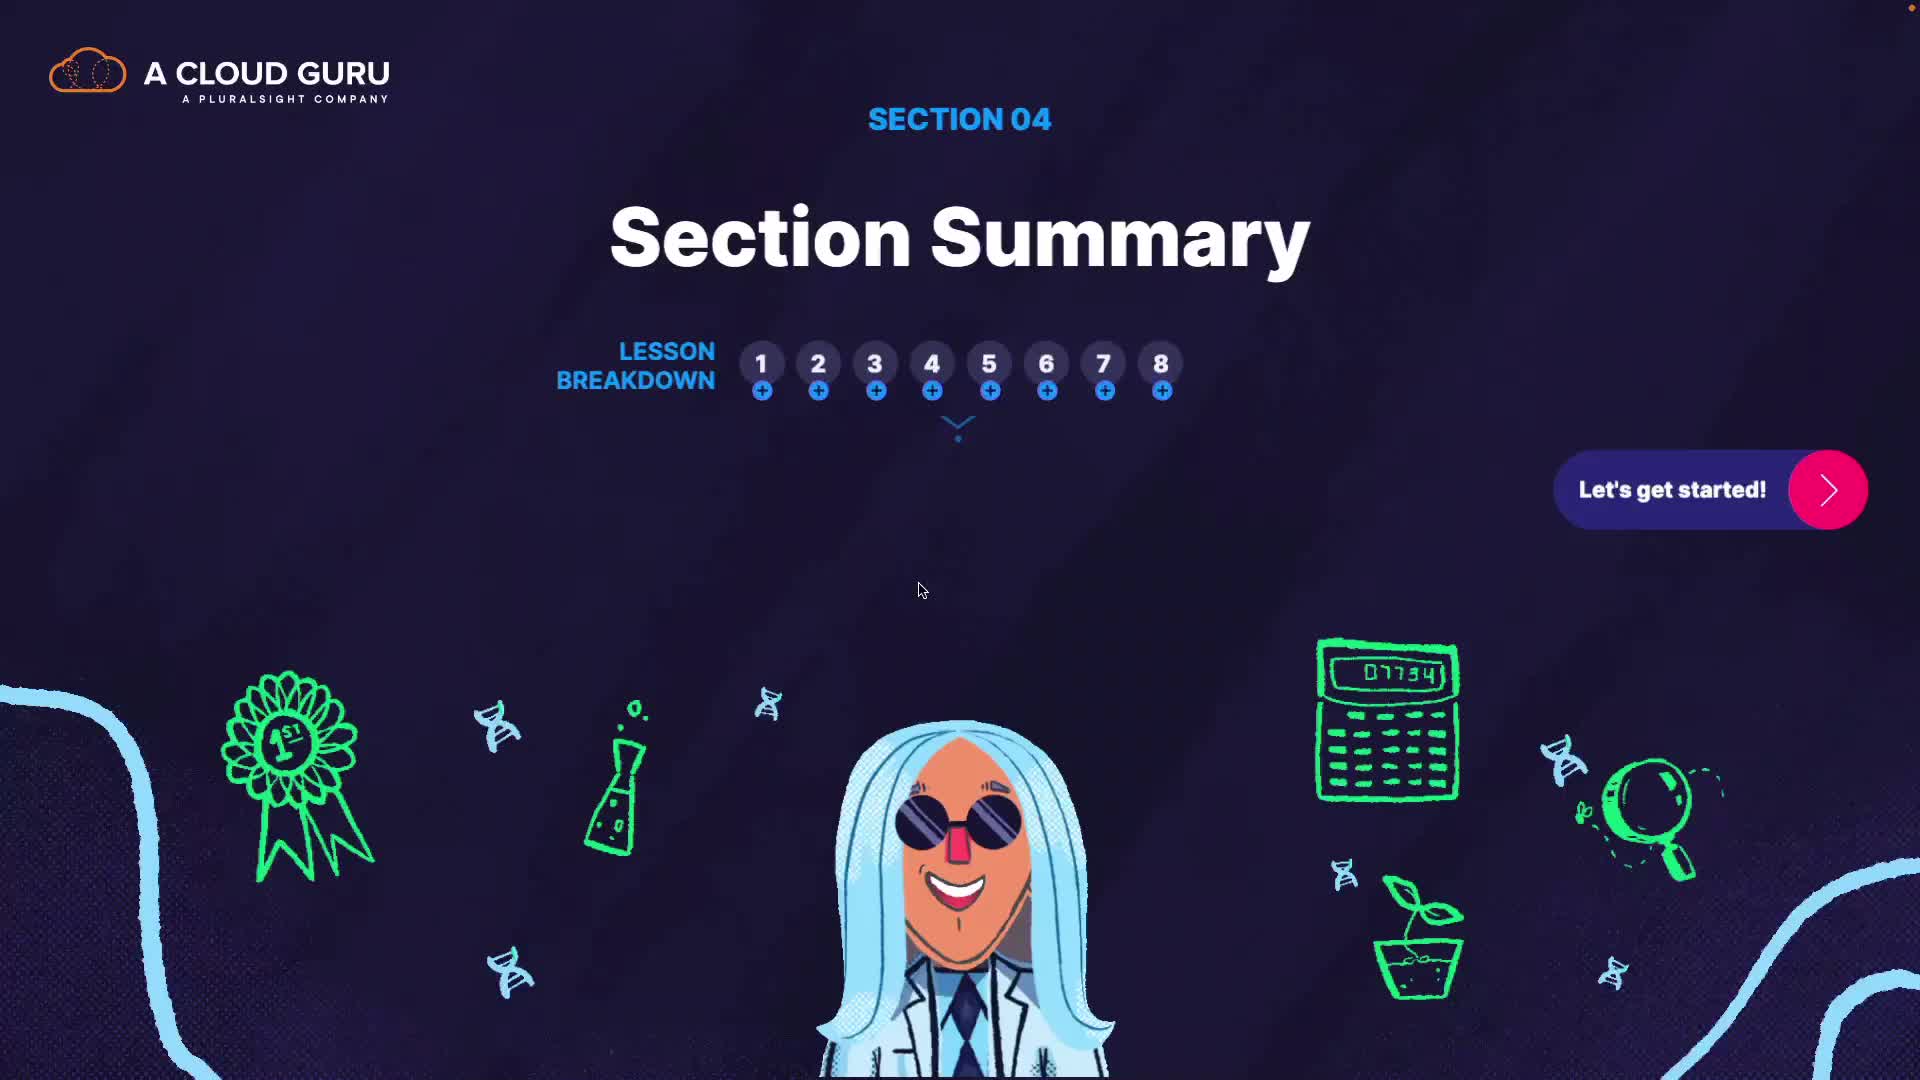 A CLOUD GURU
A PLURALSIGHT COMPANY
SECTION 04
Section Summary
LESSON
BREAKDOWN
1 2 3 4 5 6 7 8
Let's get started!
07734
1ST